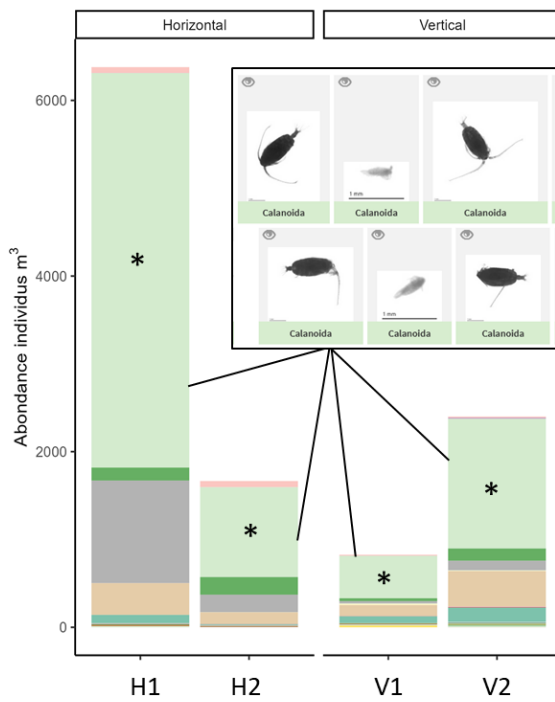 Horizontal Vertical
Abondance individus m³
6000
4000
2000
0
1 mm
Calanoida Calanoida Calanoida
1 mm
Calanoida Calanoida Calanoida
*
*
*
*
H1 H2 V1 V2